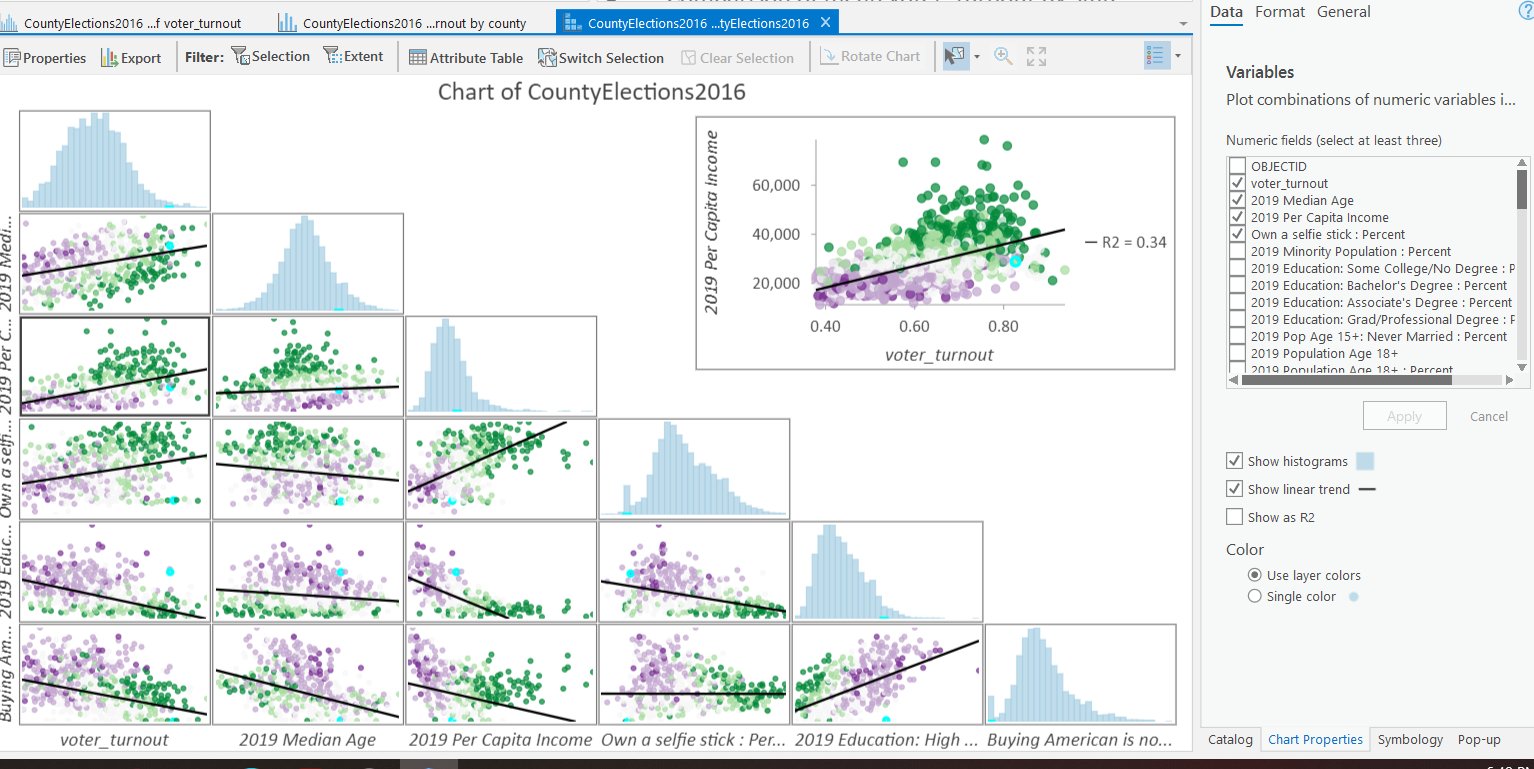 CountyElections2016 ...f voter_turnout
CountyElections2016 ...rnout by county
CountyElections2016 ...tyElections2016
Properties
Export
Filter:
Selection
Extent
Attribute Table
Switch Selection
Clear Selection
Rotate Chart
Chart of CountyElections2016
2019 Per Capita Income
60,000
40,000
20,000
0.40
0.60
0.80
voter_turnout
R2 = 0.34
2019 Medi...
2019 Per C...
Own a selfi...
2019 Educ...
Buying Am...
voter_turnout
2019 Median Age
2019 Per Capita Income
Own a selfie stick : Per...
2019 Education: High ...
Buying American is no...
Data
Format
General
Variables
Plot combinations of numeric variables i...
Numeric fields (select at least three)
OBJECTID
voter_turnout
2019 Median Age
2019 Per Capita Income
Own a selfie stick : Percent
2019 Minority Population : Percent
2019 Education: Some College/No Degree : P
2019 Education: Bachelor's Degree : Percent
2019 Education: Associate's Degree : Percent
2019 Education: Grad/Professional Degree : P
2019 Pop Age 15+: Never Married : Percent
2019 Population Age 18+
2019 Population Age 18+ : Percent
Apply
Cancel
Show histograms
Show linear trend
Show as R2
Color
Use layer colors
Single color
Catalog
Chart Properties
Symbology
Pop-up